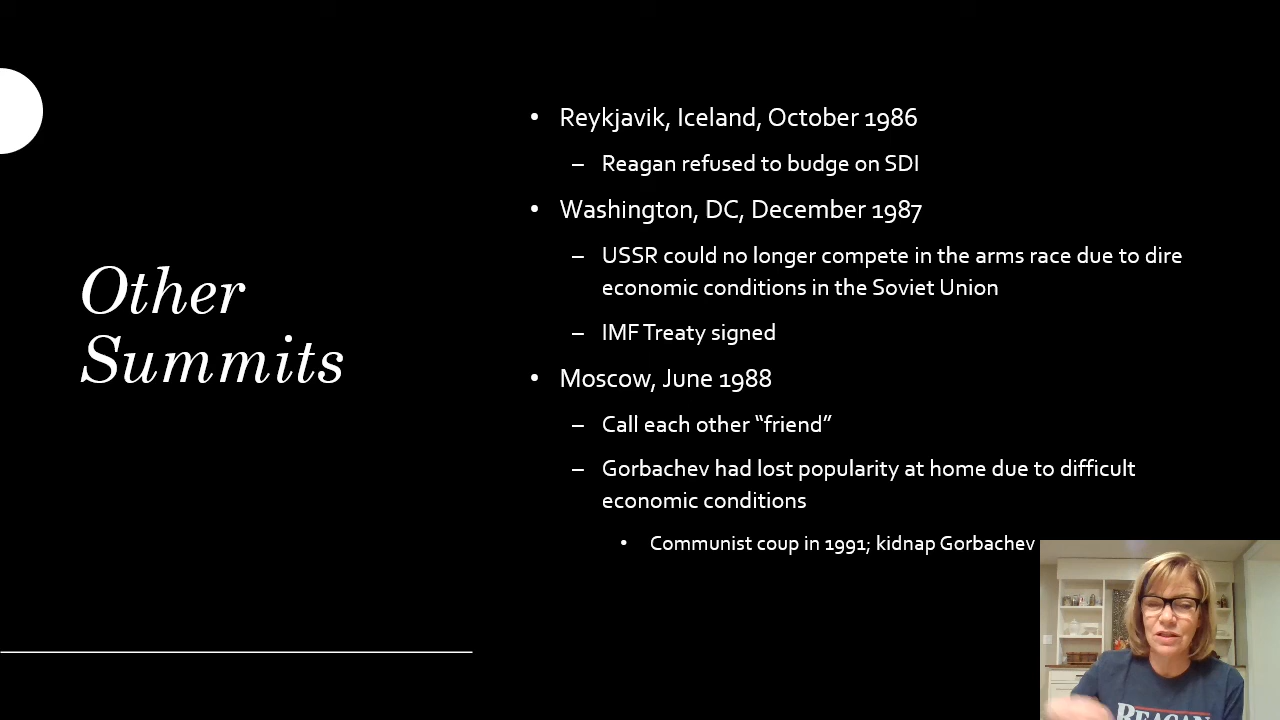 Other
Summits
• Reykjavik, Iceland, October 1986
– Reagan refused to budge on SDI
• Washington, DC, December 1987
– USSR could no longer compete in the arms race due to dire
economic conditions in the Soviet Union
– IMF Treaty signed
• Moscow, June 1988
– Call each other “friend”
– Gorbachev had lost popularity at home due to difficult
economic conditions
• Communist coup in 1991; kidnap Gorbachev
REAGAN